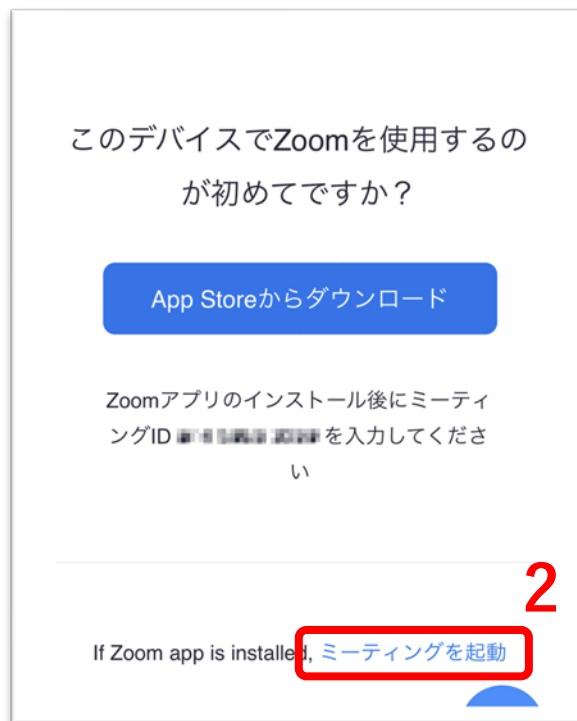 このデバイスでZoomを使用するの
が初めてですか？
App Storeからダウンロード
Zoomアプリのインストール後にミーティ
ングID を入力してくださ
い
2
If Zoom app is installed, ミーティングを起動